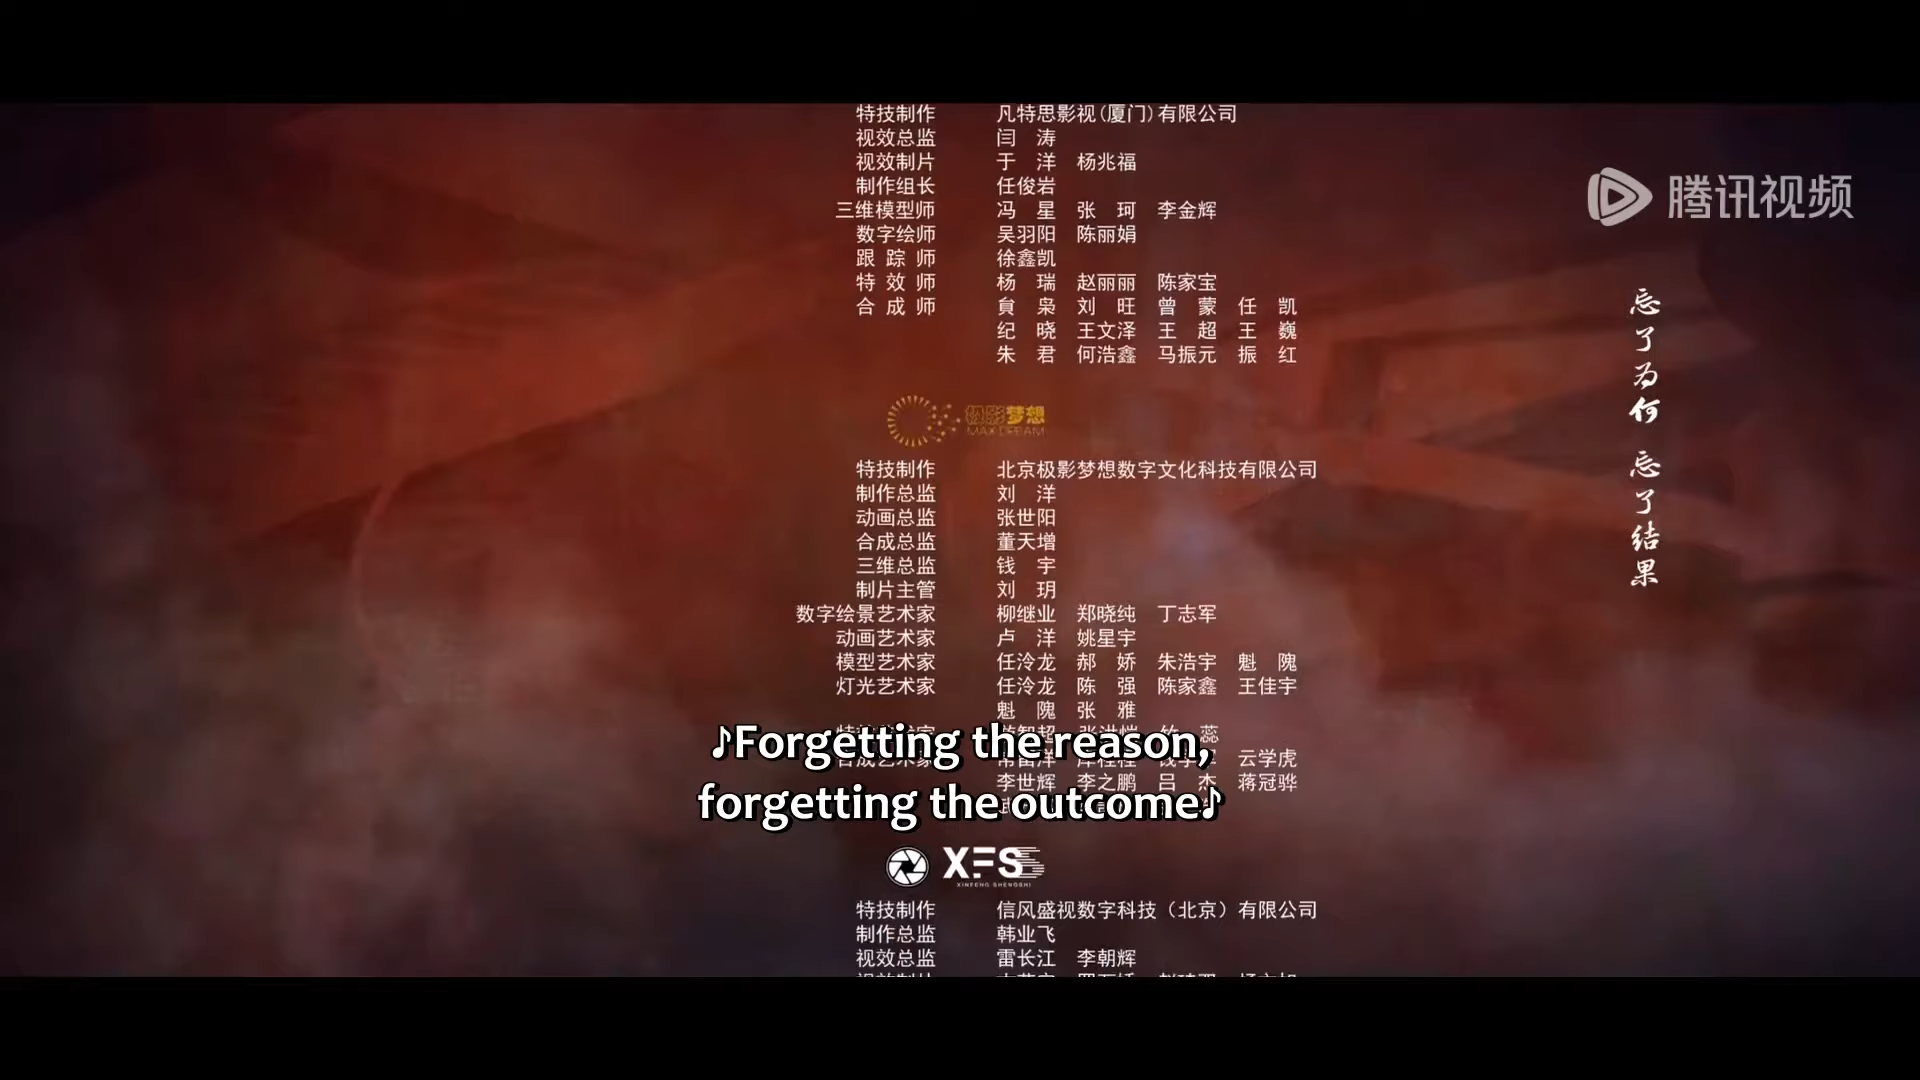 特技制作 凡特思影视(厦门)有限公司
视效总监 闫 涛
视效制片 于 洋 杨兆福
制作组长 任俊岩
三维模型师 冯 星 张 珂 李金辉
数字绘师 吴羽阳 陈丽娟
跟 踪 师 徐鑫凯
特 效 师 杨 瑞 赵丽丽 陈家宝
合 成 师 貟 枭 刘 旺 曾 蒙 任 凯
纪 晓 王文泽 王 超 王 巍
朱 君 何浩鑫 马振元 振 红
极影梦想
MAX DREAM
特技制作 北京极影梦想数字文化科技有限公司
制作总监 刘 洋
动画总监 张世阳
合成总监 董天增
三维总监 钱 宇
制片主管 刘 玥
数字绘景艺术家 柳继业 郑晓纯 丁志军
动画艺术家 卢 洋 姚星宇
模型艺术家 任泠龙 郝 娇 朱浩宇 魁 隗
灯光艺术家 任泠龙 陈 强 陈家鑫 王佳宇
魁 隗 张 雅
蕊
合成艺术家 云学虎
李世辉 李之鹏 吕 杰 蒋冠骅
♪Forgetting the reason,
forgetting the outcome♪
XFS
XINFENG SHENGSHI
特技制作 信风盛视数字科技（北京）有限公司
制作总监 韩业飞
视效总监 雷长江 李朝辉
腾讯视频
忘了为何 忘了结果